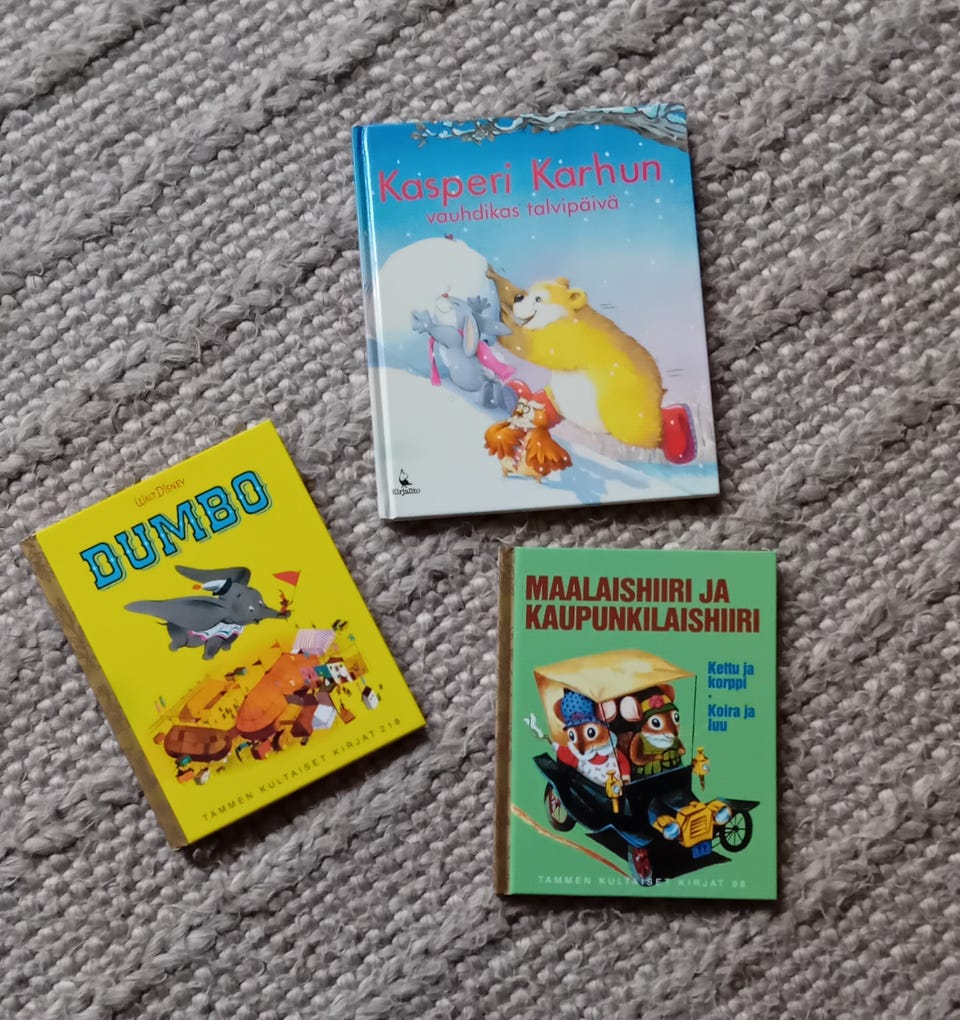 Kasperi Karhun
vauhdikas talvipäivä
Kirjalito
WALT DISNEY
DUMBO
TAMMEN KULTAISET KIRJAT 218
MAALAISHIIRI JA
KAUPUNKILAISHIIRI
Kettu ja
korppi
•
Koira ja
luu
TAMMEN KULTAISET KIRJAT 98